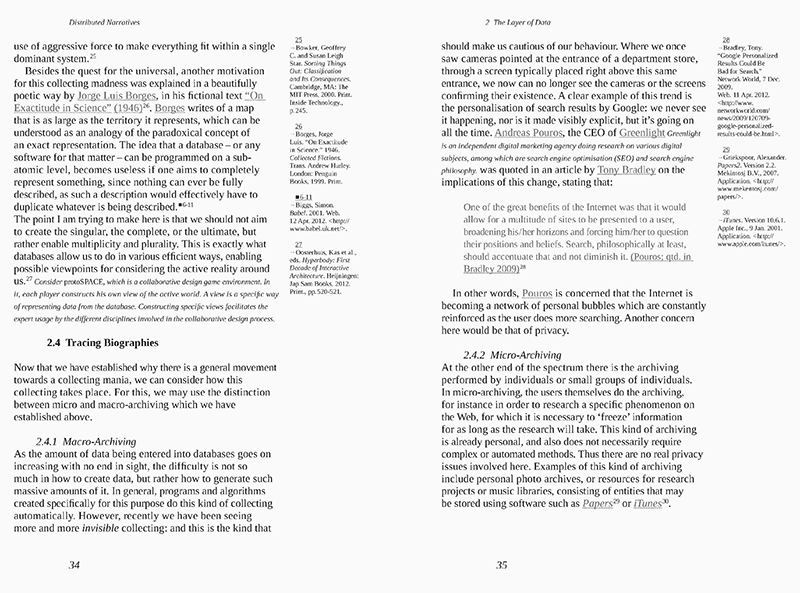 Distributed Narratives
use of aggressive force to make everything fit within a single
dominant system.25
Besides the quest for the universal, another motivation
for this collecting madness was explained in a beautifully
poetic way by Jorge Luis Borges, in his fictional text “On
Exactitude in Science” (1946)26. Borges writes of a map
that is as large as the territory it represents, which can be
understood as an analogy of the paradoxical concept of
an exact representation. The idea that a database – or any
software for that matter – can be programmed on a sub-
atomic level, becomes useless if one aims to completely
represent something, since nothing can ever be fully
described, as such a description would effectively have to
duplicate whatever is being described.■6-11
The point I am trying to make here is that we should not aim
to create the singular, the complete, or the ultimate, but
rather enable multiplicity and plurality. This is exactly what
databases allow us to do in various efficient ways, enabling
possible viewpoints for considering the active reality around
us.27 Consider protoSPACE, which is a collaborative design game environment. In
it, each player constructs his own view of the active world. A view is a specific way
of representing data from the database. Constructing specific views facilitates the
expert usage by the different disciplines involved in the collaborative design process.
2.4 Tracing Biographies
Now that we have established why there is a general movement
towards a collecting mania, we can consider how this
collecting takes place. For this, we may use the distinction
between micro and macro-archiving which we have
established above.
2.4.1 Macro-Archiving
As the amount of data being entered into databases goes on
increasing with no end in sight, the difficulty is not so
much in how to create data, but rather how to generate such
massive amounts of it. In general, programs and algorithms
created specifically for this purpose do this kind of collecting
automatically. However, recently we have been seeing
more and more invisible collecting: and this is the kind that
34
25
→Bowker, Geoffrey
C. and Susan Leigh
Star. Sorting Things
Out: Classification
and its Consequences.
Cambridge, MA: The
MIT Press, 2000. Print.
Inside Technology.,
p.245.
26
→Borges, Jorge
Luis. “On Exactitude
in Science.” 1946.
Collected Fictions.
Trans. Andrew Hurley.
London: Penguin
Books, 1999. Print.
■6-11
→Biggs, Simon.
Babel. 2001. Web.
12 Apr. 2012. <http://
www.babel.uk.net/>.
27
→Oosterhuis, Kas et al.,
eds. Hyperbody: First
Decade of Interactive
Architecture. Heijningen:
Jap Sam Books, 2012.
Print., pp.520-521.
2 The Layer of Data
should make us cautious of our behaviour. Where we once
saw cameras pointed at the entrance of a department store,
through a screen typically placed right above this same
entrance, we now can no longer see the cameras or the screens
confirming their existence. A clear example of this trend is
the personalisation of search results by Google: we never see
it happening, nor is it made visibly explicit, but it’s going on
all the time. Andreas Pouros, the CEO of Greenlight Greenlight
is an independent digital marketing agency doing research on various digital
subjects, among which are search engine optimisation (SEO) and search engine
philosophy. was quoted in an article by Tony Bradley on the
implications of this change, stating that:
One of the great benefits of the Internet was that it would
allow for a multitude of sites to be presented to a user,
broadening his/her horizons and forcing him/her to question
their positions and beliefs. Search, philosophically at least,
should accentuate that and not diminish it. (Pouros; qtd. in
Bradley 2009)28
In other words, Pouros is concerned that the Internet is
becoming a network of personal bubbles which are constantly
reinforced as the user does more searching. Another concern
here would be that of privacy.
2.4.2 Micro-Archiving
At the other end of the spectrum there is the archiving
performed by individuals or small groups of individuals.
In micro-archiving, the users themselves do the archiving,
for instance in order to research a specific phenomenon on
the Web, for which it is necessary to ‘freeze’ information
for as long as the research will take. This kind of archiving
is already personal, and also does not necessarily require
complex or automated methods. Thus there are no real privacy
issues involved here. Examples of this kind of archiving
include personal photo archives, or resources for research
projects or music libraries, consisting of entities that may
be stored using software such as Papers29 or iTunes30.
35
28
→Bradley, Tony.
“Google Personalized
Results Could Be
Bad for Search.”
Network World, 7 Dec.
2009.
Web. 11 Apr. 2012.
<http://www.
networkworld.com/
news/2009/120709-
google-personalized-
results-could-be.html>.
29
→Griekspoor, Alexander.
Papers2. Version 2.2.
Mekintosj B.V., 2007.
Application. <http://
www.mekentosj.com/
papers/>.
30
→iTunes. Version 10.6.1.
Apple Inc., 9 Jan. 2001.
Application. <http://
www.apple.com/itunes/>.